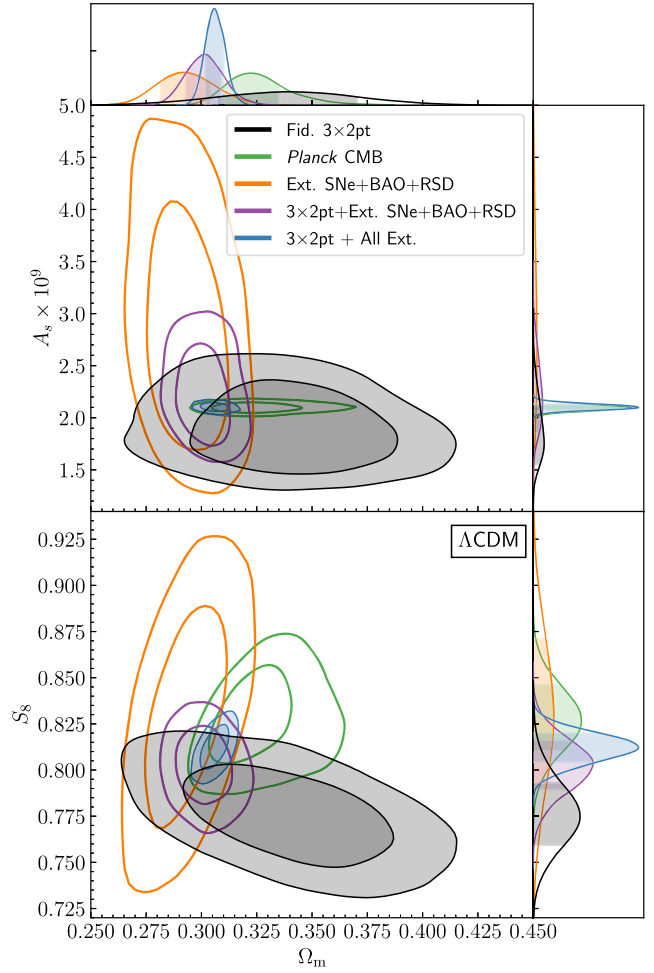 5.0
4.5
4.0
3.5
3.0
2.5
2.0
1.5
A_s × 10^9
Fid. 3×2pt
Planck CMB
Ext. SNe+BAO+RSD
3×2pt+Ext. SNe+BAO+RSD
3×2pt + All Ext.
ΛCDM
0.925
0.900
0.875
0.850
0.825
0.800
0.775
0.750
0.725
S_8
0.250 0.275 0.300 0.325 0.350 0.375 0.400 0.425 0.450
Ω_m